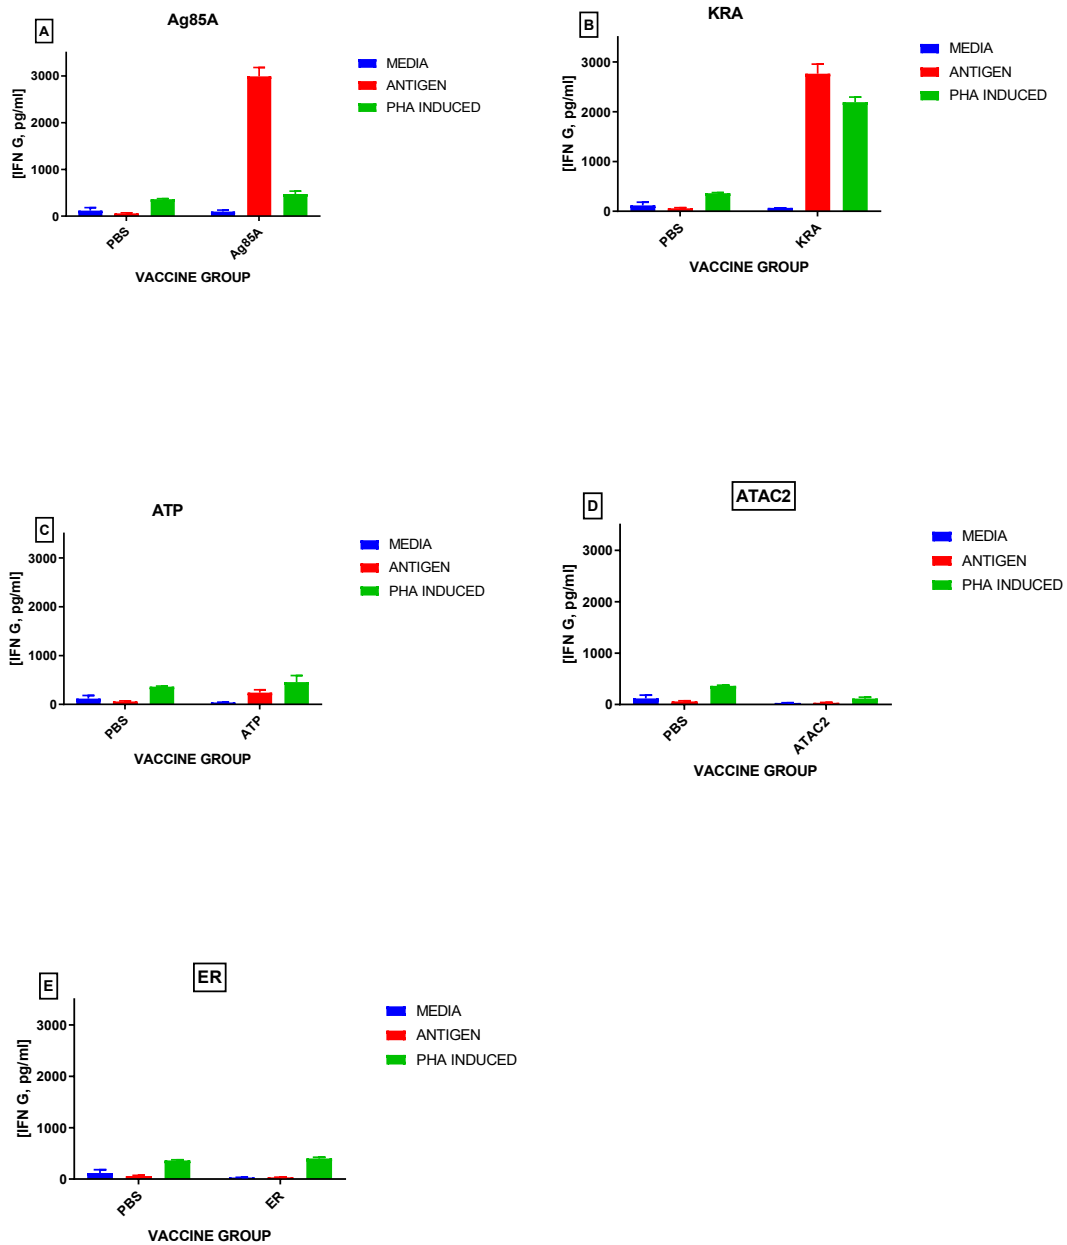 A
Ag85A
[IFN G, pg/ml]
3000
2000
1000
0
PBS
Ag85A
VACCINE GROUP
MEDIA
ANTIGEN
PHA INDUCED
B
KRA
[IFN G, pg/ml]
3000
2000
1000
0
PBS
KRA
VACCINE GROUP
MEDIA
ANTIGEN
PHA INDUCED
C
ATP
[IFN G, pg/ml]
3000
2000
1000
0
PBS
ATP
VACCINE GROUP
MEDIA
ANTIGEN
PHA INDUCED
D
ATAC2
[IFN G, pg/ml]
3000
2000
1000
0
PBS
ATAC2
VACCINE GROUP
MEDIA
ANTIGEN
PHA INDUCED
E
ER
[IFN G, pg/ml]
3000
2000
1000
0
PBS
ER
VACCINE GROUP
MEDIA
ANTIGEN
PHA INDUCED